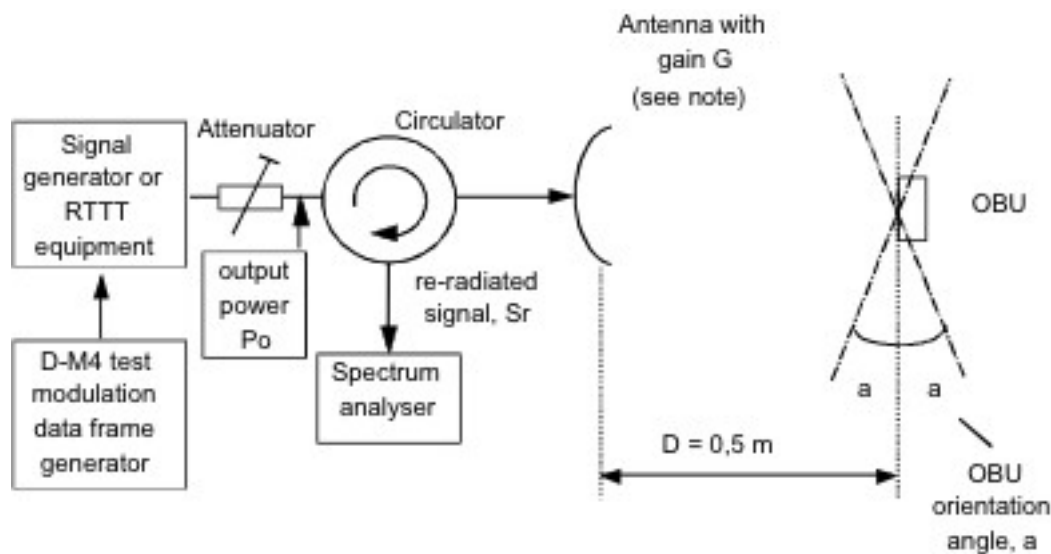 Antenna with
gain G
(see note)
Attenuator
Circulator
Signal
generator or
RTTT
equipment
OBU
output
power
Po
re-radiated
signal, Sr
D-M4 test
modulation
data frame
generator
Spectrum
analyser
a
a
D = 0,5 m
OBU
orientation
angle, a